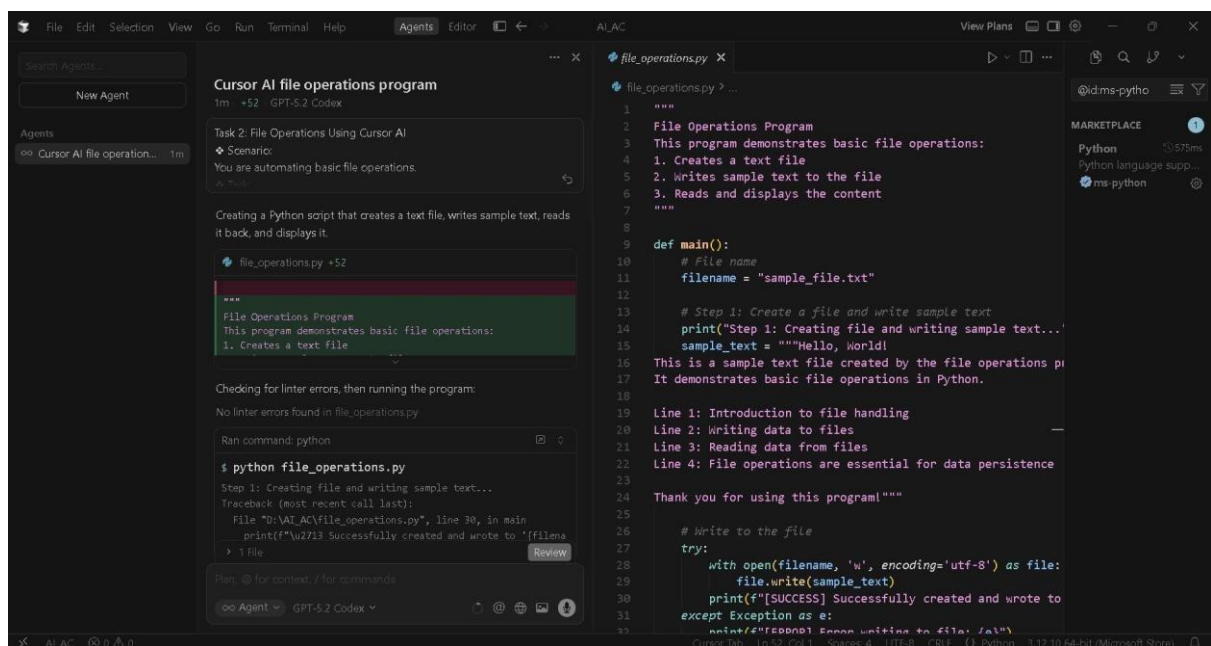 File Edit Selection View Go Run Terminal Help Agents Editor AI_AC View Plans
Search Agents...
New Agent
Agents
Cursor AI file operation... 1m
Cursor AI file operations program
1m +52 GPT-5.2 Codex
Task 2: File Operations Using Cursor AI
❖ Scenario:
You are automating basic file operations.
Creating a Python script that creates a text file, writes sample text, reads
it back, and displays it.
file_operations.py +52
"""
File Operations Program
This program demonstrates basic file operations:
1. Creates a text file
Checking for linter errors, then running the program:
No linter errors found in file_operations.py
Ran command: python
$ python file_operations.py
Step 1: Creating file and writing sample text...
Traceback (most recent call last):
File "D:\AI_AC\file_operations.py", line 30, in main
print(f"\u2713 Successfully created and wrote to '{filena
> 1 File Review
Plan, @ for context, / for commands
Agent GPT-5.2 Codex
file_operations.py
file_operations.py > ...
1 """
2 File Operations Program
3 This program demonstrates basic file operations:
4 1. Creates a text file
5 2. Writes sample text to the file
6 3. Reads and displays the content
7 """
8
9 def main():
10 # File name
11 filename = "sample_file.txt"
12
13 # Step 1: Create a file and write sample text
14 print("Step 1: Creating file and writing sample text..."
15 sample_text = """Hello, World!
16 This is a sample text file created by the file operations pr
17 It demonstrates basic file operations in Python.
18
19 Line 1: Introduction to file handling
20 Line 2: Writing data to files
21 Line 3: Reading data from files
22 Line 4: File operations are essential for data persistence
23
24 Thank you for using this program!"""
25
26 # Write to the file
27 try:
28 with open(filename, 'w', encoding='utf-8') as file:
29 file.write(sample_text)
30 print(f"[SUCCESS] Successfully created and wrote to
31 except Exception as e:
32 print(f"[ERROR] Error writing to file: {e}")
@id:ms-pytho
MARKETPLACE 1
Python 575ms
Python language supp...
ms-python
AI_AC 0 0 Cursor Tab Ln 52, Col 1 Spaces: 4 UTF-8 CRLF {} Python 3.12.10 64-bit (Microsoft Store)